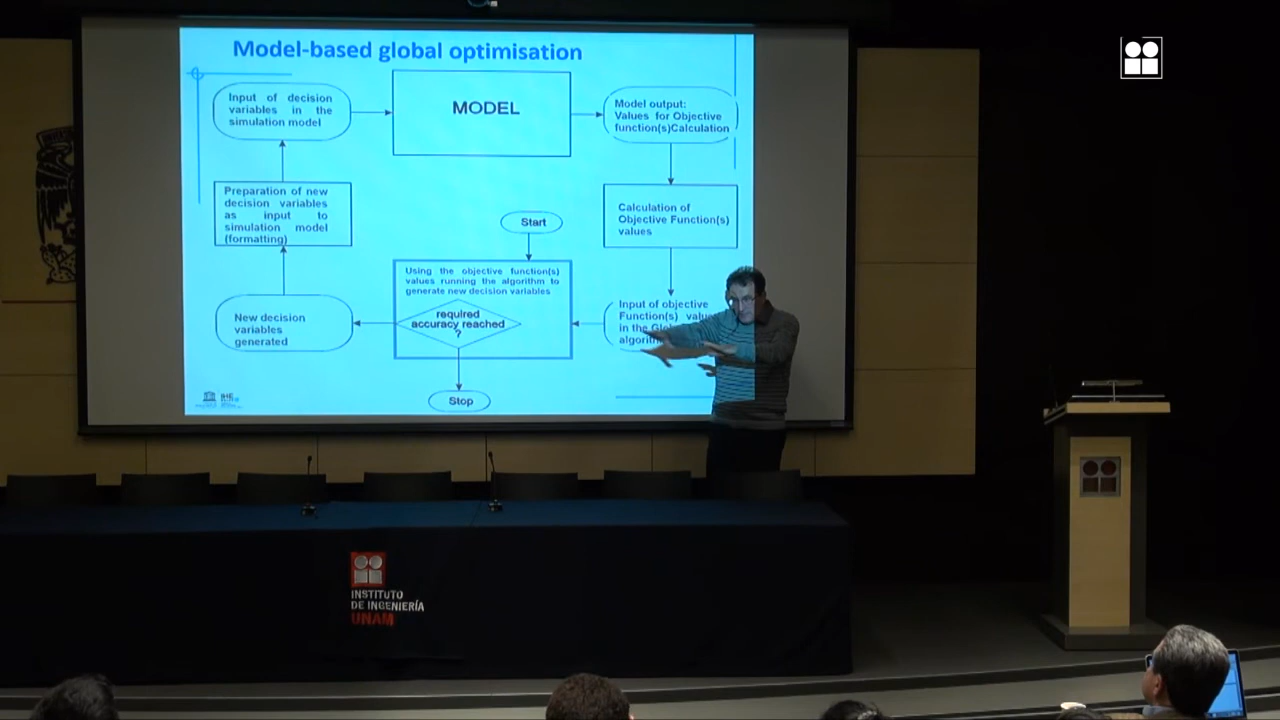 Model-based global optimisation
Input of decision
variables in the
simulation model
MODEL
Model output:
Values for Objective
function(s)Calculation
Preparation of new
decision variables
as input to
simulation model
(formatting)
Start
Calculation of
Objective Function(s)
values
Using the objective function(s)
values running the algorithm to
generate new decision variables
required
accuracy reached
?
New decision
variables
generated
Input of objective
Function(s)
in the
Stop
INSTITUTO
DE INGENIERÍA
UNAM